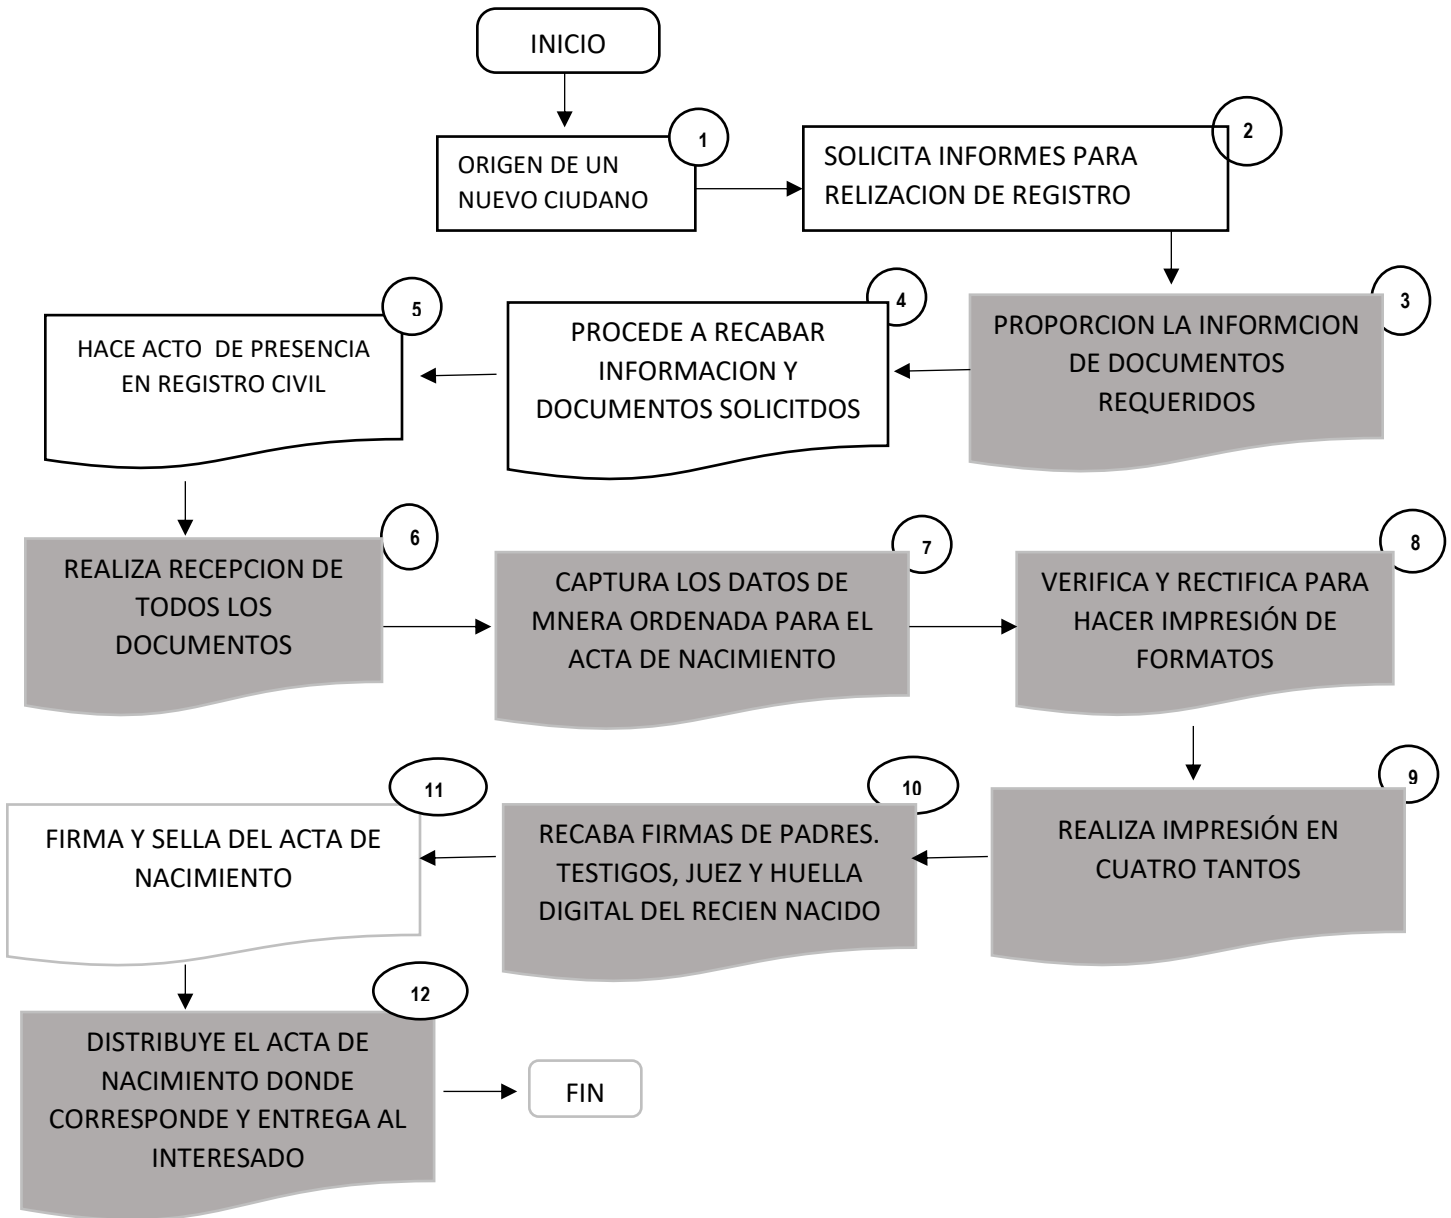 INICIO
1
ORIGEN DE UN
NUEVO CIUDANO
2
SOLICITA INFORMES PARA
RELIZACION DE REGISTRO
3
PROPORCION LA INFORMCION
DE DOCUMENTOS
REQUERIDOS
4
PROCEDE A RECABAR
INFORMACION Y
DOCUMENTOS SOLICITDOS
5
HACE ACTO DE PRESENCIA
EN REGISTRO CIVIL
6
REALIZA RECEPCION DE
TODOS LOS
DOCUMENTOS
7
CAPTURA LOS DATOS DE
MNERA ORDENADA PARA EL
ACTA DE NACIMIENTO
8
VERIFICA Y RECTIFICA PARA
HACER IMPRESIÓN DE
FORMATOS
9
REALIZA IMPRESIÓN EN
CUATRO TANTOS
10
RECABA FIRMAS DE PADRES.
TESTIGOS, JUEZ Y HUELLA
DIGITAL DEL RECIEN NACIDO
11
FIRMA Y SELLA DEL ACTA DE
NACIMIENTO
12
DISTRIBUYE EL ACTA DE
NACIMIENTO DONDE
CORRESPONDE Y ENTREGA AL
INTERESADO
FIN